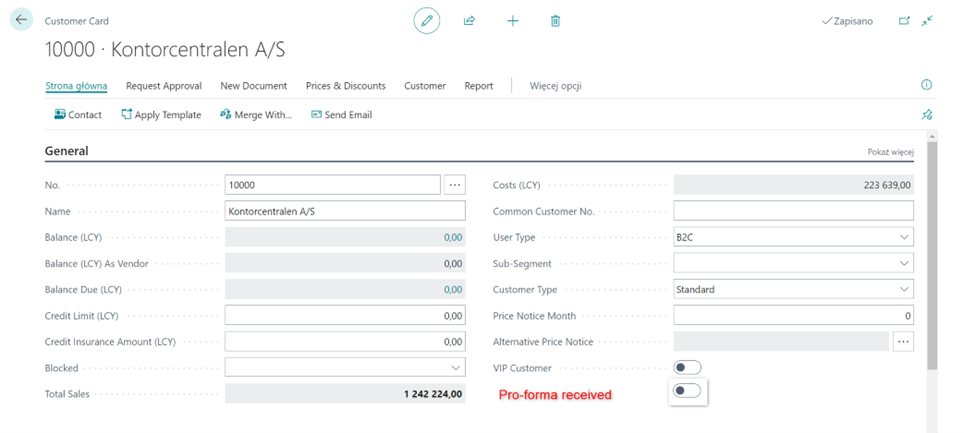 Customer Card
Zapisano
10000 · Kontorcentralen A/S
Strona główna Request Approval New Document Prices & Discounts Customer Report Więcej opcji
Contact Apply Template Merge With... Send Email
General
Pokaż więcej
No. 10000
Name Kontorcentralen A/S
Balance (LCY) 0,00
Balance (LCY) As Vendor 0,00
Balance Due (LCY) 0,00
Credit Limit (LCY) 0,00
Credit Insurance Amount (LCY) 0,00
Blocked
Total Sales 1 242 224,00
Costs (LCY) 223 639,00
Common Customer No.
User Type B2C
Sub-Segment
Customer Type Standard
Price Notice Month 0
Alternative Price Notice
VIP Customer
Pro-forma received